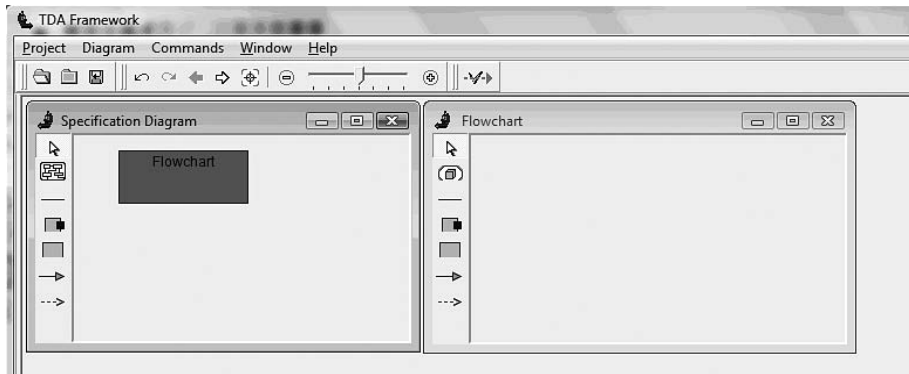 TDA Framework
Project Diagram Commands Window Help
Specification Diagram
Flowchart
Flowchart